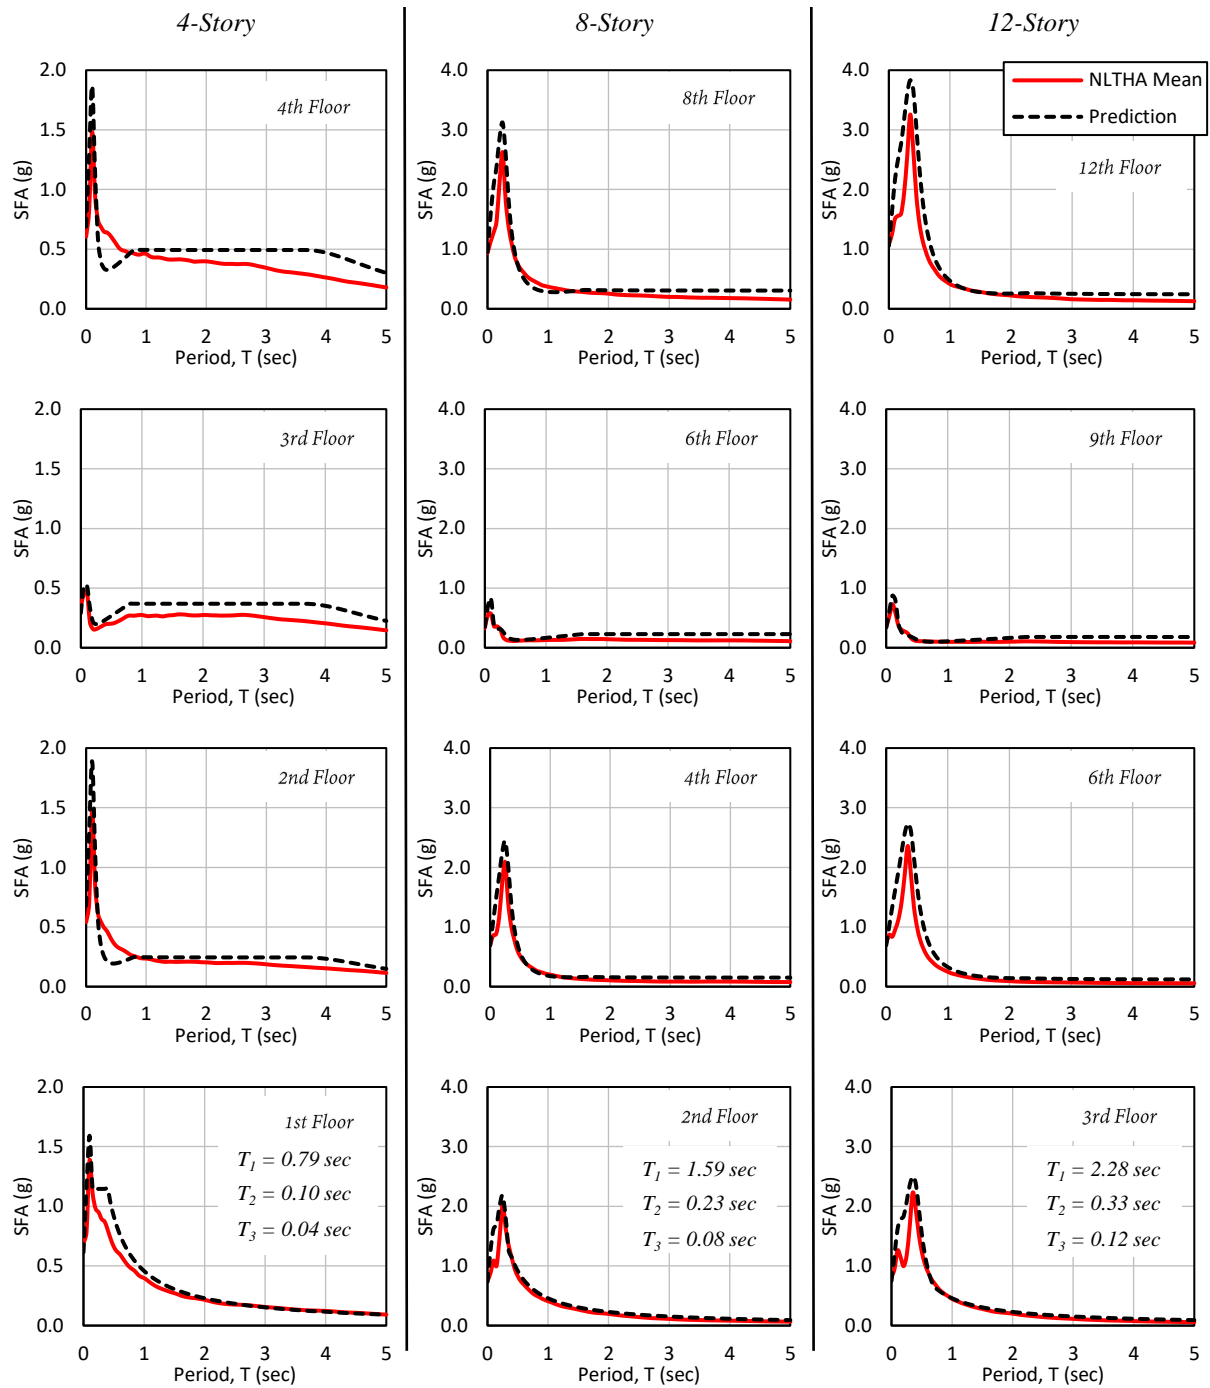 4-Story
8-Story
12-Story
2.0
1.5
1.0
0.5
0.0
SFA (g)
4th Floor
0 1 2 3 4 5
Period, T (sec)
4.0
3.0
2.0
1.0
0.0
SFA (g)
8th Floor
0 1 2 3 4 5
Period, T (sec)
4.0
3.0
2.0
1.0
0.0
SFA (g)
NLTHA Mean
Prediction
12th Floor
0 1 2 3 4 5
Period, T (sec)
2.0
1.5
1.0
0.5
0.0
SFA (g)
3rd Floor
0 1 2 3 4 5
Period, T (sec)
4.0
3.0
2.0
1.0
0.0
SFA (g)
6th Floor
0 1 2 3 4 5
Period, T (sec)
4.0
3.0
2.0
1.0
0.0
SFA (g)
9th Floor
0 1 2 3 4 5
Period, T (sec)
2.0
1.5
1.0
0.5
0.0
SFA (g)
2nd Floor
0 1 2 3 4 5
Period, T (sec)
4.0
3.0
2.0
1.0
0.0
SFA (g)
4th Floor
0 1 2 3 4 5
Period, T (sec)
4.0
3.0
2.0
1.0
0.0
SFA (g)
6th Floor
0 1 2 3 4 5
Period, T (sec)
2.0
1.5
1.0
0.5
0.0
SFA (g)
1st Floor
T1 = 0.79 sec
T2 = 0.10 sec
T3 = 0.04 sec
0 1 2 3 4 5
Period, T (sec)
4.0
3.0
2.0
1.0
0.0
SFA (g)
2nd Floor
T1 = 1.59 sec
T2 = 0.23 sec
T3 = 0.08 sec
0 1 2 3 4 5
Period, T (sec)
4.0
3.0
2.0
1.0
0.0
SFA (g)
3rd Floor
T1 = 2.28 sec
T2 = 0.33 sec
T3 = 0.12 sec
0 1 2 3 4 5
Period, T (sec)